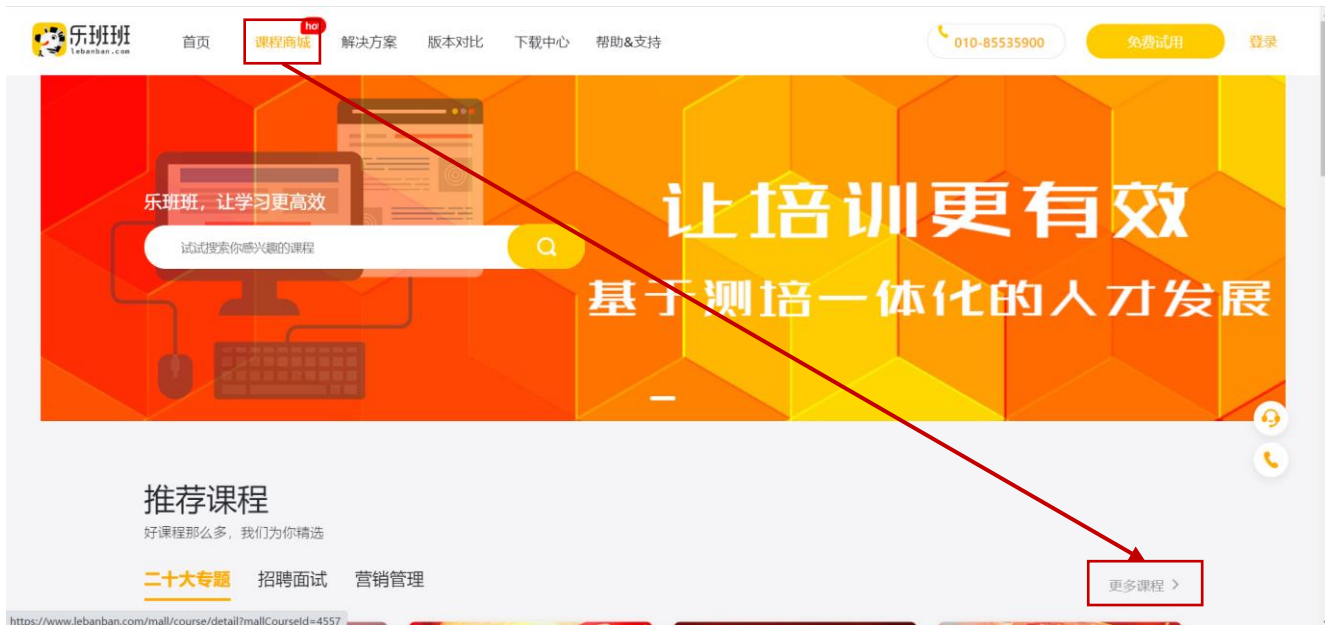 乐班班
lebanban.com
首页
课程商城
hot
解决方案
版本对比
下载中心
帮助&支持
010-85535900
免费试用
登录
乐班班，让学习更高效
试试搜索你感兴趣的课程
让培训更有效
基于测培一体化的人才发展
推荐课程
好课程那么多，我们为你精选
二十大专题
招聘面试
营销管理
更多课程 >
https://www.lebanban.com/mall/course/detail?mallCourseId=4557